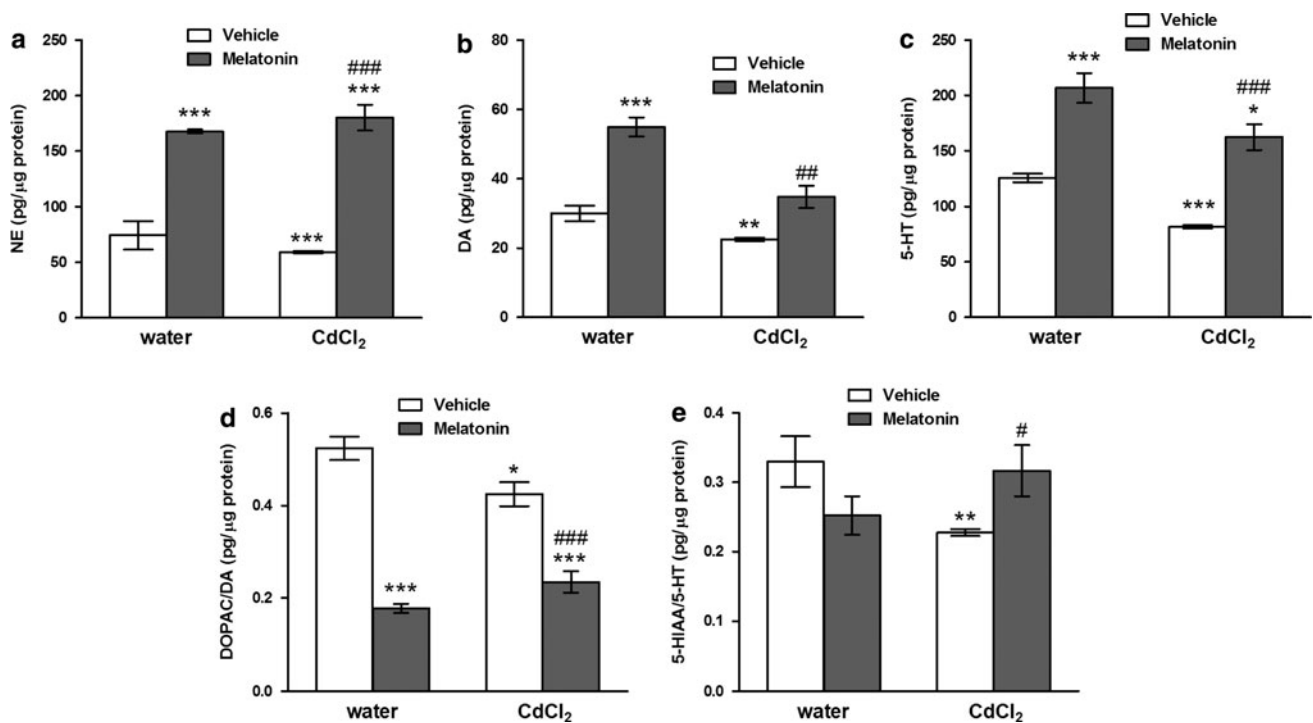 a
NE (pg/µg protein)
250
200
150
100
50
0
Vehicle
Melatonin
***
***
###
***
water
CdCl₂
b
DA (pg/µg protein)
80
60
40
20
0
Vehicle
Melatonin
***
**
##
water
CdCl₂
c
5-HT (pg/µg protein)
250
200
150
100
50
0
Vehicle
Melatonin
***
***
###
*
water
CdCl₂
d
DOPAC/DA (pg/µg protein)
0.6
0.4
0.2
0.0
Vehicle
Melatonin
***
*
###
***
water
CdCl₂
e
5-HIAA/5-HT (pg/µg protein)
0.4
0.3
0.2
0.1
0.0
Vehicle
Melatonin
**
#
water
CdCl₂